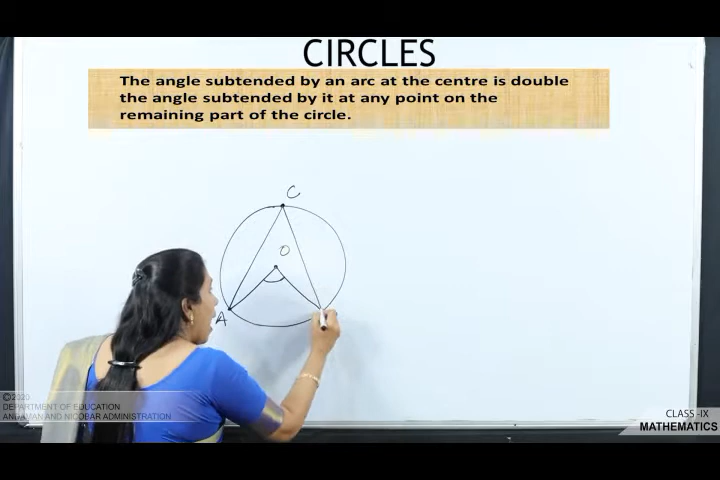 CIRCLES
The angle subtended by an arc at the centre is double
the angle subtended by it at any point on the
remaining part of the circle.
C
O
A
©2020
DEPARTMENT OF EDUCATION
ANDAMAN AND NICOBAR ADMINISTRATION
CLASS -IX
MATHEMATICS